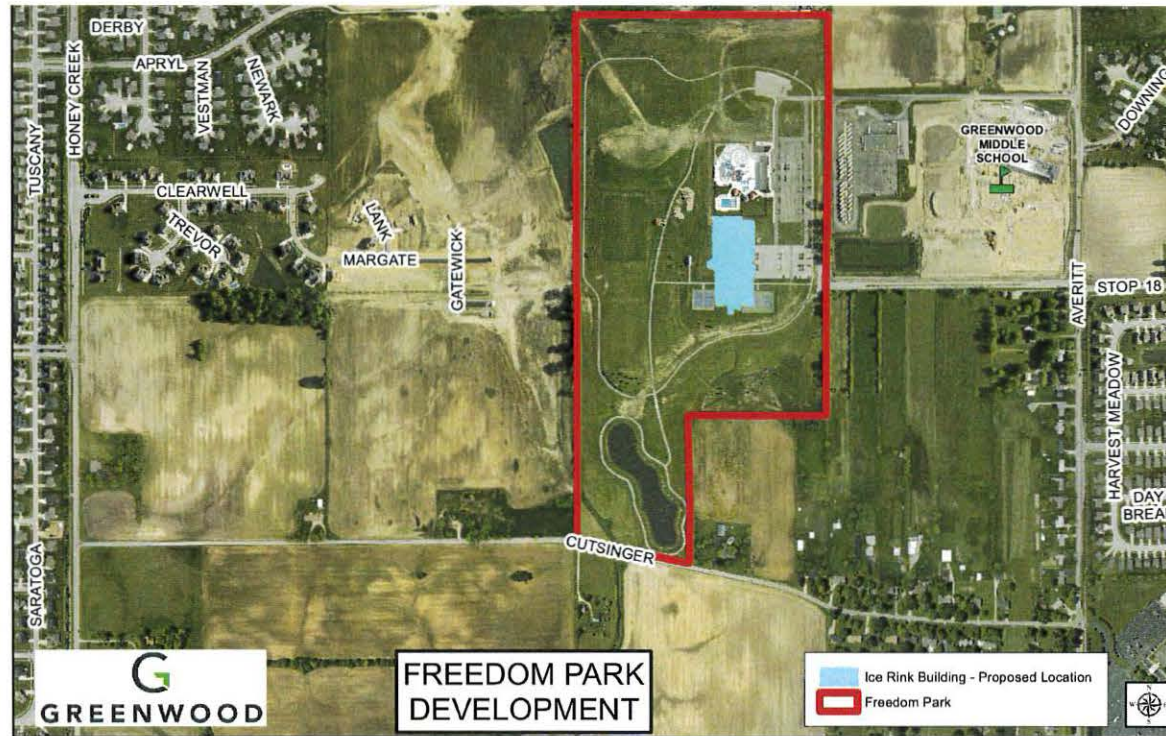 DERBY
APRYL
VESTMAN
NEWARK
HONEY CREEK
TUSCANY
CLEARWELL
TREVOR
LANK
MARGATE
GATEWICK
GREENWOOD
MIDDLE
SCHOOL
DOWNING
AVERITT
STOP 18
HARVEST MEADOW
DAY
BREAK
CUTSINGER
SARATOGA
G
GREENWOOD
FREEDOM PARK
DEVELOPMENT
Ice Rink Building - Proposed Location
Freedom Park